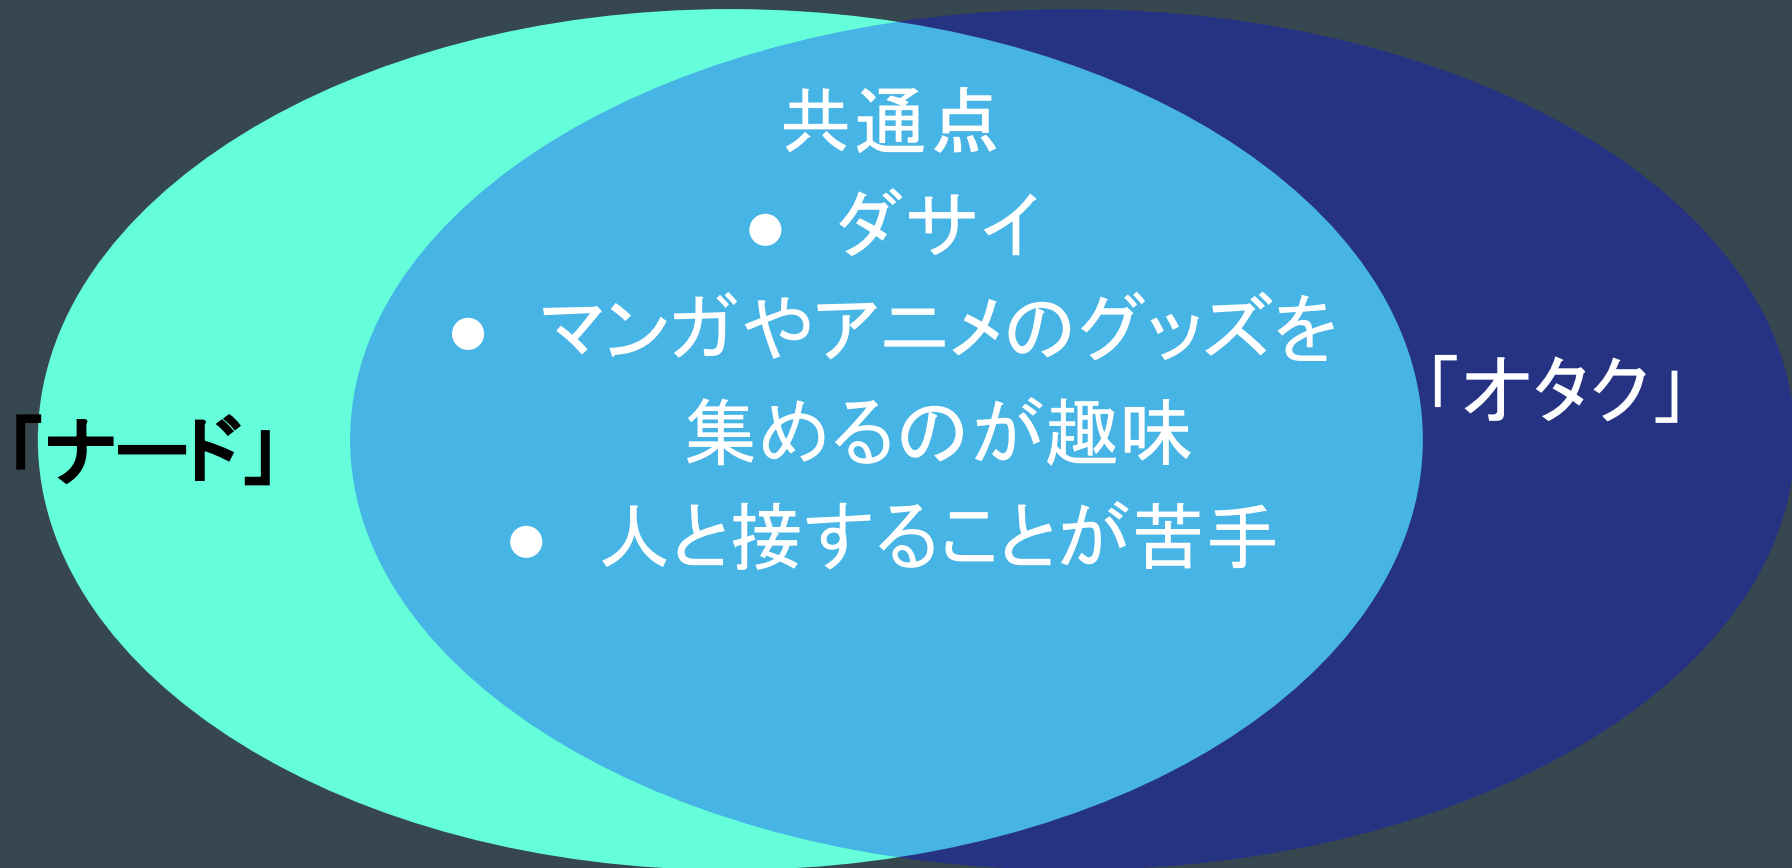 共通点
● ダサイ
● マンガやアニメのグッズを
集めるのが趣味
● 人と接することが苦手
「ナード」
「オタク」